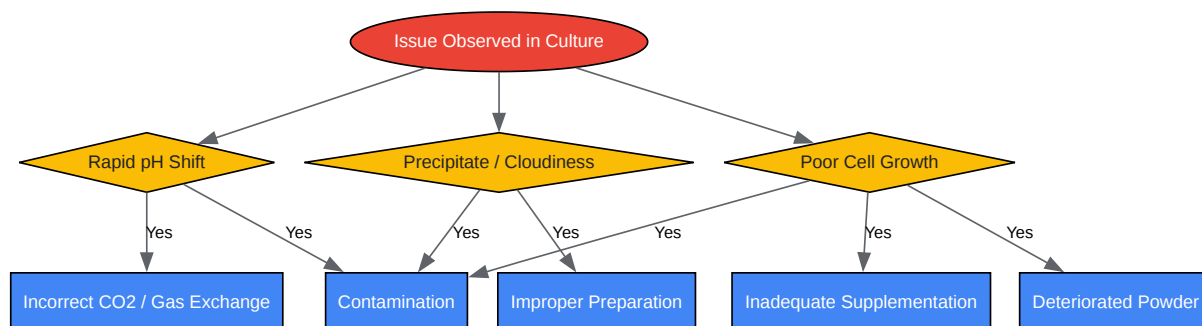 Issue Observed in Culture
Rapid pH Shift
Precipitate / Cloudiness
Poor Cell Growth
Yes
Yes
Yes
Yes
Yes
Yes
Yes
Incorrect CO2 / Gas Exchange
Contamination
Improper Preparation
Inadequate Supplementation
Deteriorated Powder